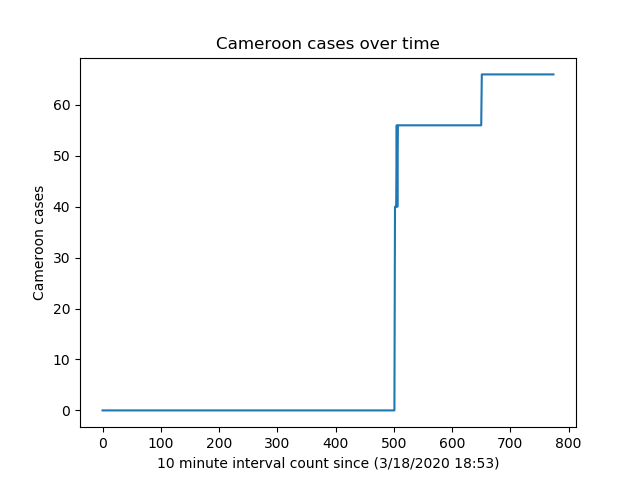 Cameroon cases over time
60
50
40
30
20
10
0
Cameroon cases
0 100 200 300 400 500 600 700 800
10 minute interval count since (3/18/2020 18:53)